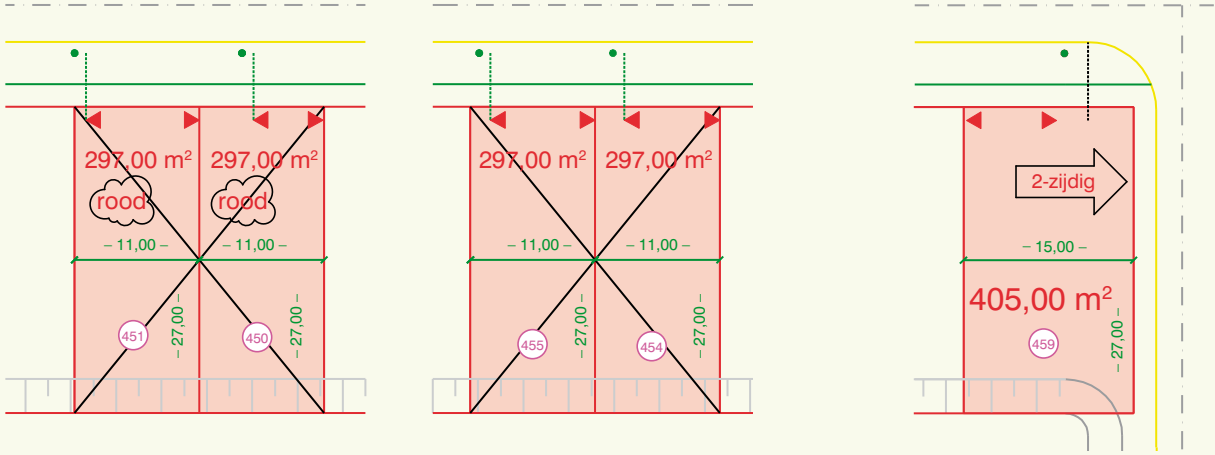 297,00 m²
297,00 m²
rood
rood
– 11,00 –
– 11,00 –
– 27,00 –
– 27,00 –
451
450
297,00 m²
297,00 m²
– 11,00 –
– 11,00 –
– 27,00 –
– 27,00 –
455
454
2-zijdig
– 15,00 –
405,00 m²
– 27,00 –
459